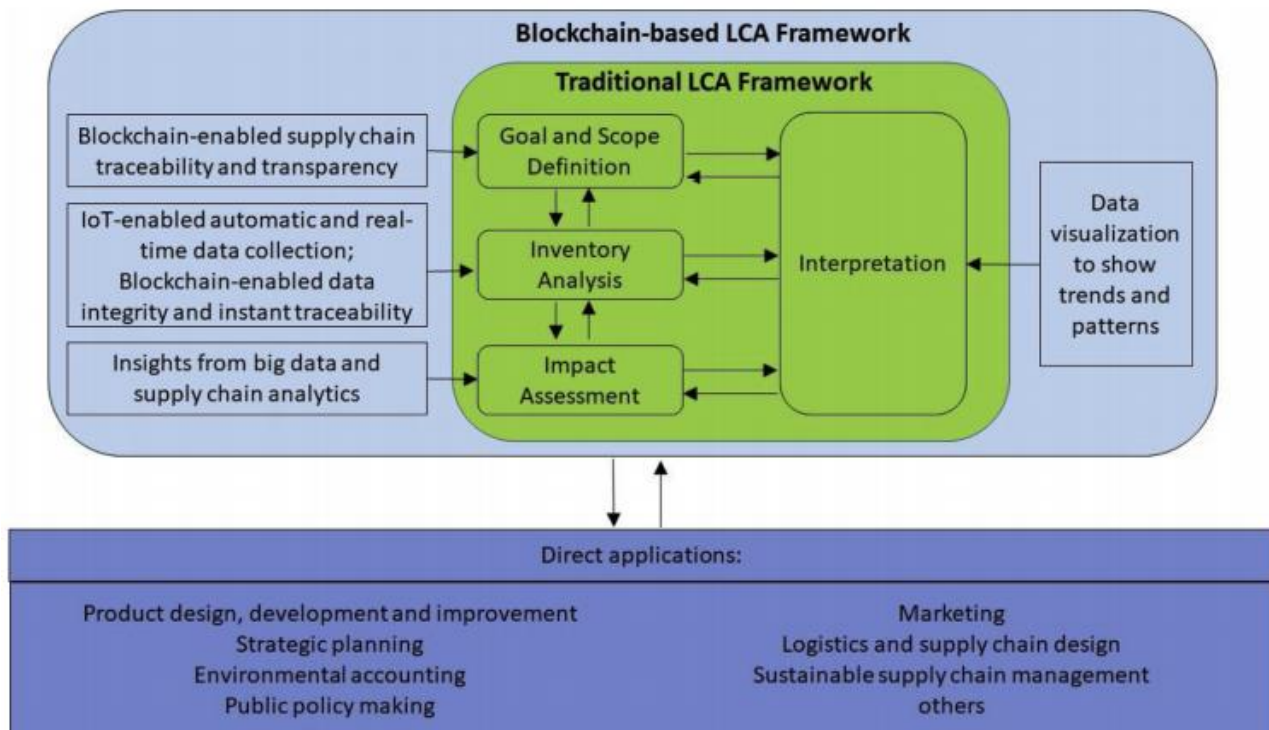 Blockchain-based LCA Framework
Traditional LCA Framework
Blockchain-enabled supply chain
traceability and transparency
Goal and Scope
Definition
IoT-enabled automatic and real-
time data collection;
Blockchain-enabled data
integrity and instant traceability
Inventory
Analysis
Insights from big data and
supply chain analytics
Impact
Assessment
Interpretation
Data
visualization
to show
trends and
patterns
Direct applications:
Product design, development and improvement
Strategic planning
Environmental accounting
Public policy making
Marketing
Logistics and supply chain design
Sustainable supply chain management
others